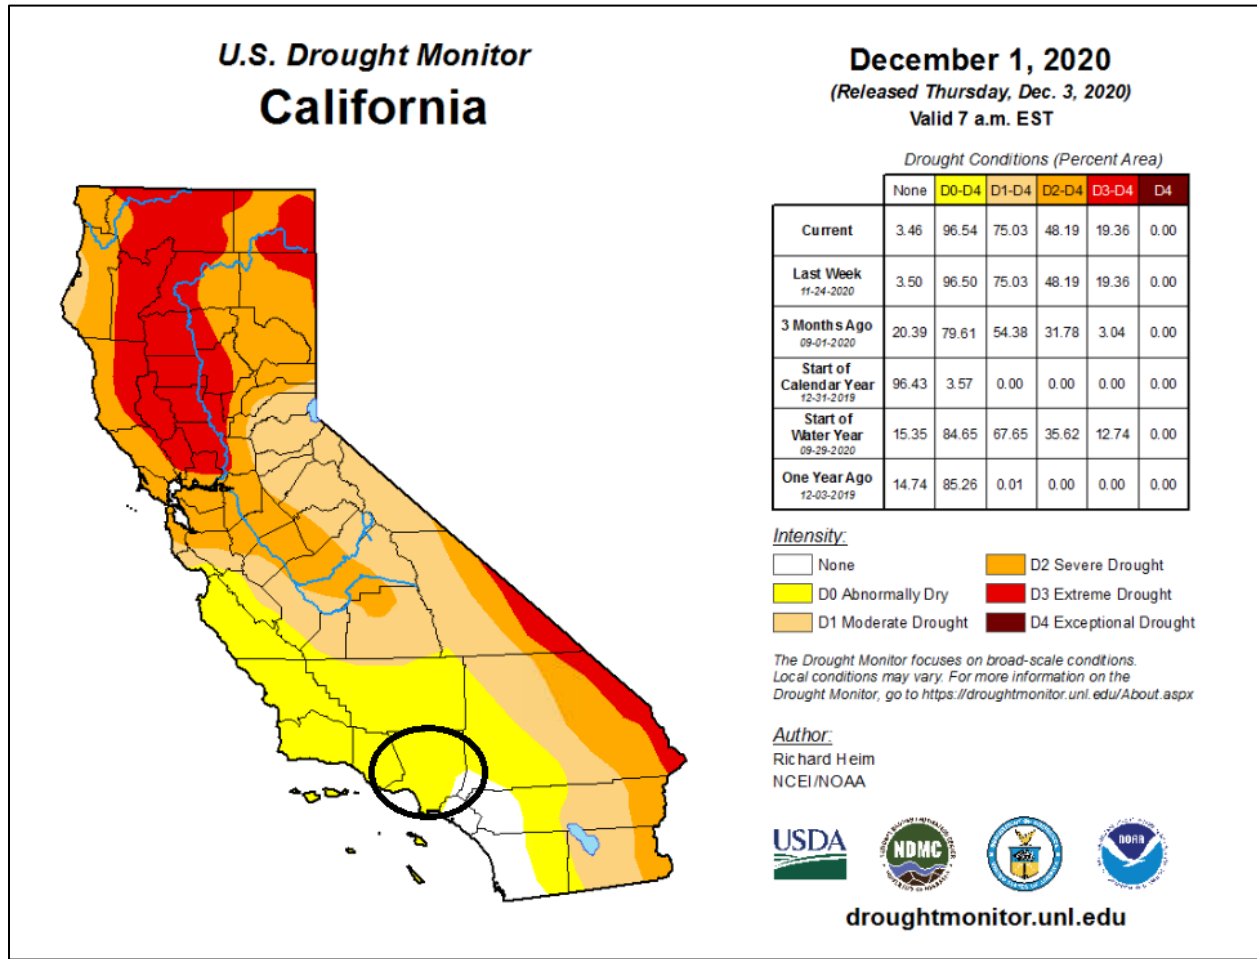 U.S. Drought Monitor
California
December 1, 2020
(Released Thursday, Dec. 3, 2020)
Valid 7 a.m. EST
Drought Conditions (Percent Area)
None D0-D4 D1-D4 D2-D4 D3-D4 D4
Current 3.46 96.54 75.03 48.19 19.36 0.00
Last Week
11-24-2020
3.50 96.50 75.03 48.19 19.36 0.00
3 Months Ago
09-01-2020
20.39 79.61 54.38 31.78 3.04 0.00
Start of
Calendar Year
12-31-2019
96.43 3.57 0.00 0.00 0.00 0.00
Start of
Water Year
09-29-2020
15.35 84.65 67.65 35.62 12.74 0.00
One Year Ago
12-03-2019
14.74 85.26 0.01 0.00 0.00 0.00
Intensity:
None
D0 Abnormally Dry
D1 Moderate Drought
D2 Severe Drought
D3 Extreme Drought
D4 Exceptional Drought
The Drought Monitor focuses on broad-scale conditions.
Local conditions may vary. For more information on the
Drought Monitor, go to https://droughtmonitor.unl.edu/About.aspx
Author:
Richard Heim
NCEI/NOAA
USDA
NDMC
NOAA
droughtmonitor.unl.edu